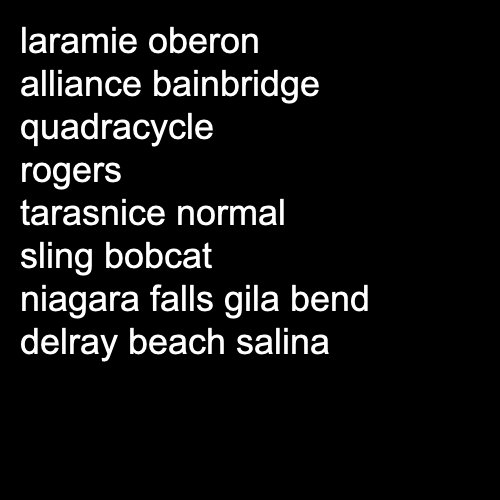 laramie oberon
alliance bainbridge
quadracycle
rogers
tarasnice normal
sling bobcat
niagara falls gila bend
delray beach salina